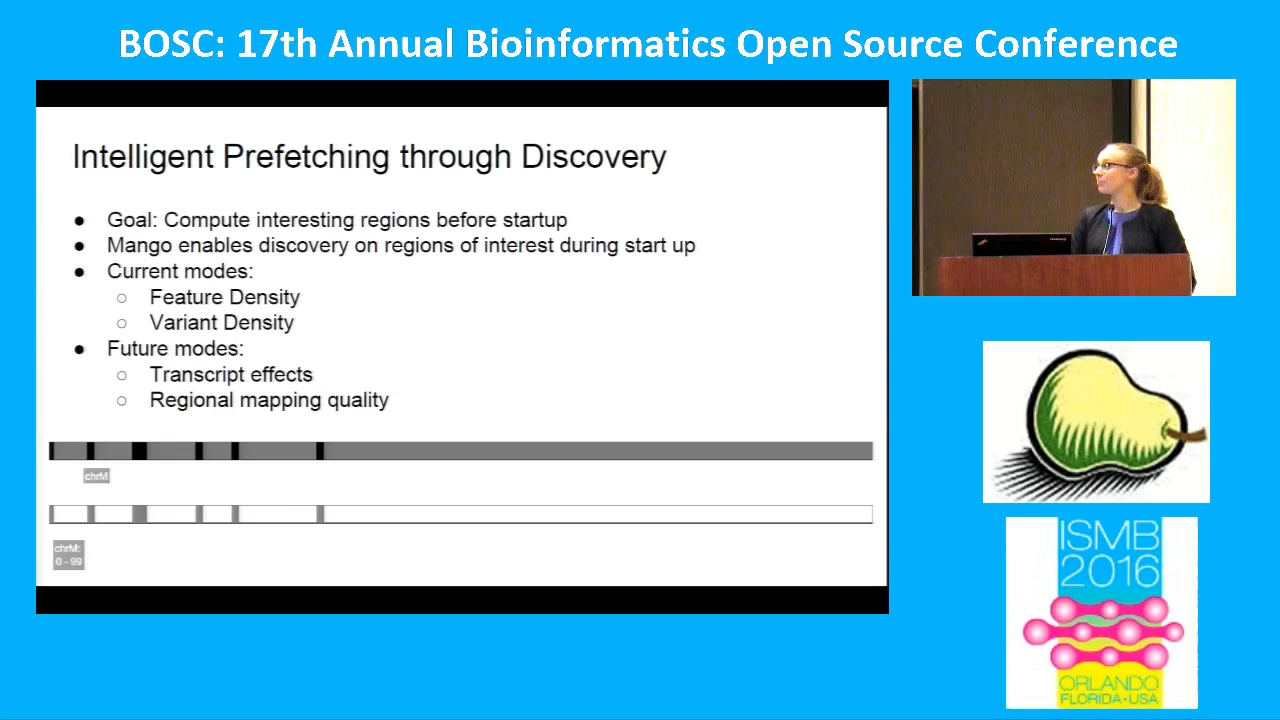 BOSC: 17th Annual Bioinformatics Open Source Conference
Intelligent Prefetching through Discovery
● Goal: Compute interesting regions before startup
● Mango enables discovery on regions of interest during start up
● Current modes:
○ Feature Density
○ Variant Density
● Future modes:
○ Transcript effects
○ Regional mapping quality
chrM
chrM:
0 - 99
ISMB
2016
ORLANDO
FLORIDA • USA